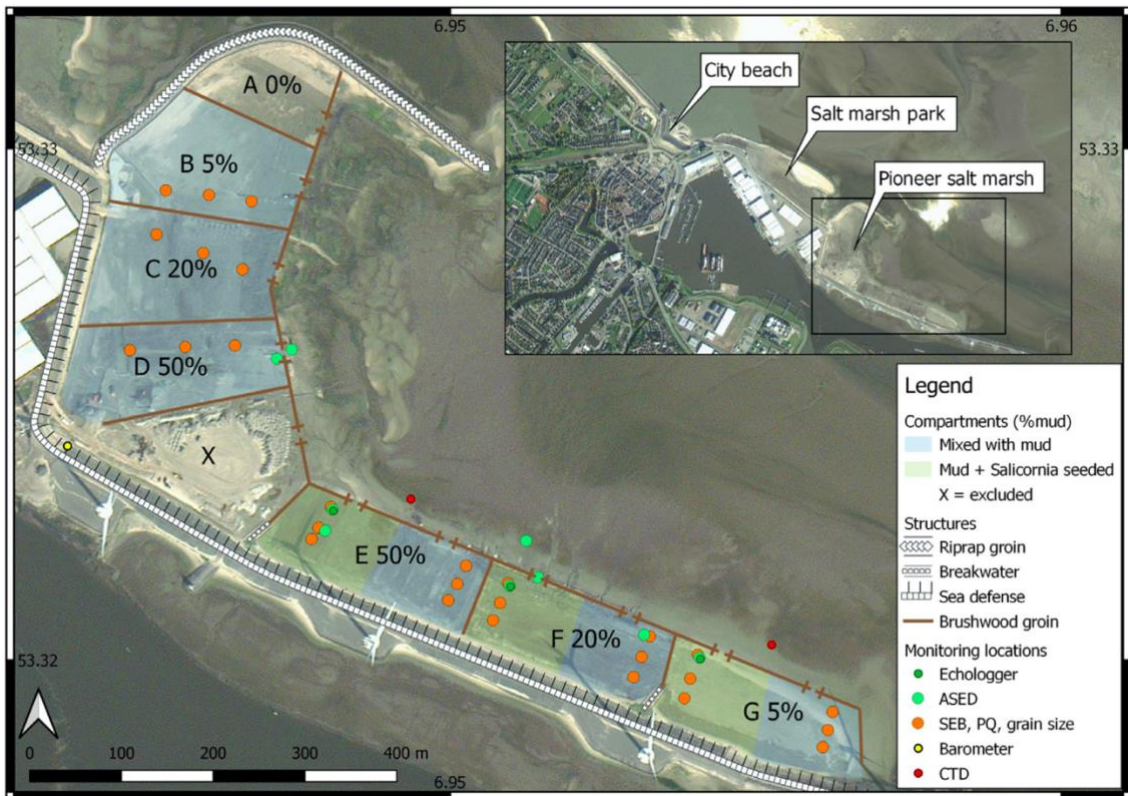 6.95
6.96
53.33
53.33
City beach
Salt marsh park
Pioneer salt marsh
A 0%
B 5%
C 20%
D 50%
X
E 50%
F 20%
G 5%
53.32
0
100
200
300
400 m
6.95
Legend
Compartments (%mud)
Mixed with mud
Mud + Salicornia seeded
X = excluded
Structures
Riprap groin
Breakwater
Sea defense
Brushwood groin
Monitoring locations
Echologger
ASED
SEB, PQ, grain size
Barometer
CTD